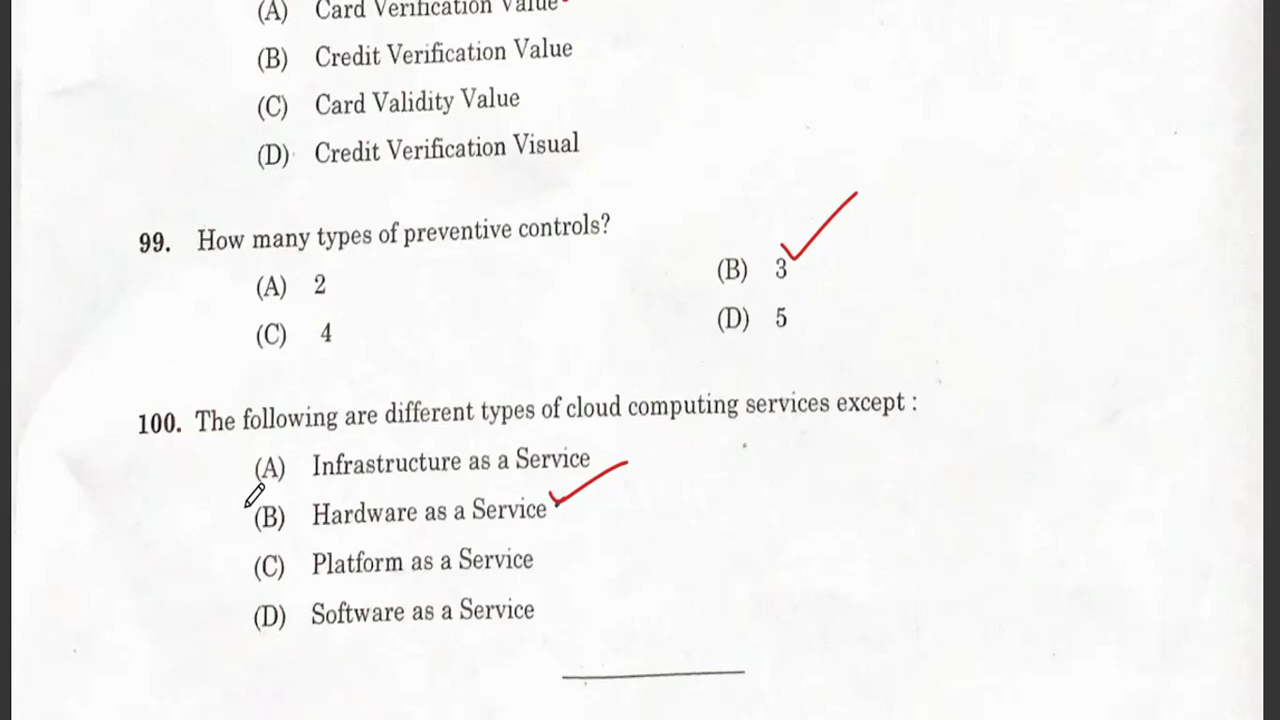 (A) Card Verification Value
(B) Credit Verification Value
(C) Card Validity Value
(D) Credit Verification Visual
99. How many types of preventive controls?
(A) 2
(B) 3
(C) 4
(D) 5
100. The following are different types of cloud computing services except :
(A) Infrastructure as a Service
(B) Hardware as a Service
(C) Platform as a Service
(D) Software as a Service